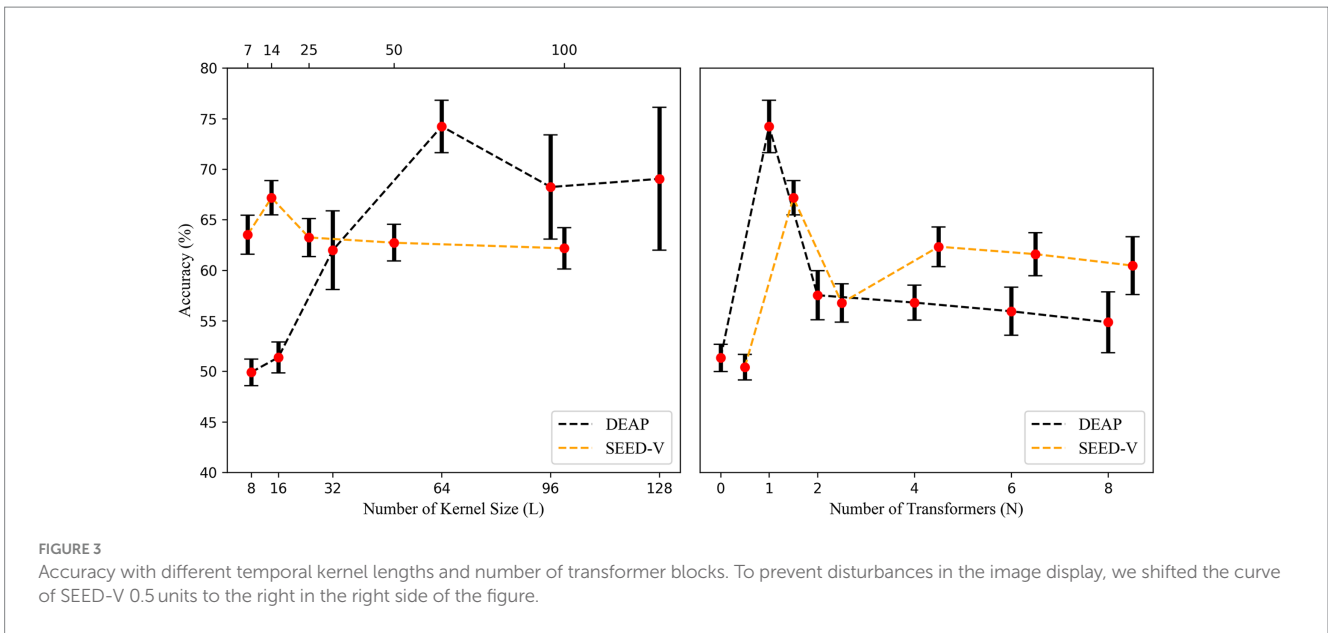 7 14 25 50 100
80
75
70
65
60
55
50
45
40
Accuracy (%)
DEAP
SEED-V
8 16 32 64 96 128
Number of Kernel Size (L)
DEAP
SEED-V
0 1 2 4 6 8
Number of Transformers (N)
FIGURE 3
Accuracy with different temporal kernel lengths and number of transformer blocks. To prevent disturbances in the image display, we shifted the curve
of SEED-V 0.5 units to the right in the right side of the figure.